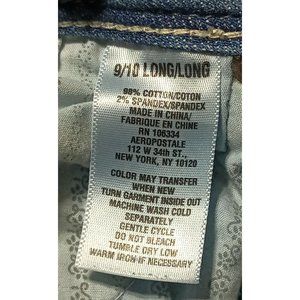 9/10 LONG/LONG
98% COTTON/COTON
2% SPANDEX/SPANDEX
MADE IN CHINA/
FABRIQUE EN CHINE
RN 106334
AEROPOSTALE
112 W 34th ST.,
NEW YORK, NY 10120
COLOR MAY TRANSFER
WHEN NEW
TURN GARMENT INSIDE OUT
MACHINE WASH COLD
SEPARATELY
GENTLE CYCLE
DO NOT BLEACH
TUMBLE DRY LOW
WARM IRON IF NECESSARY